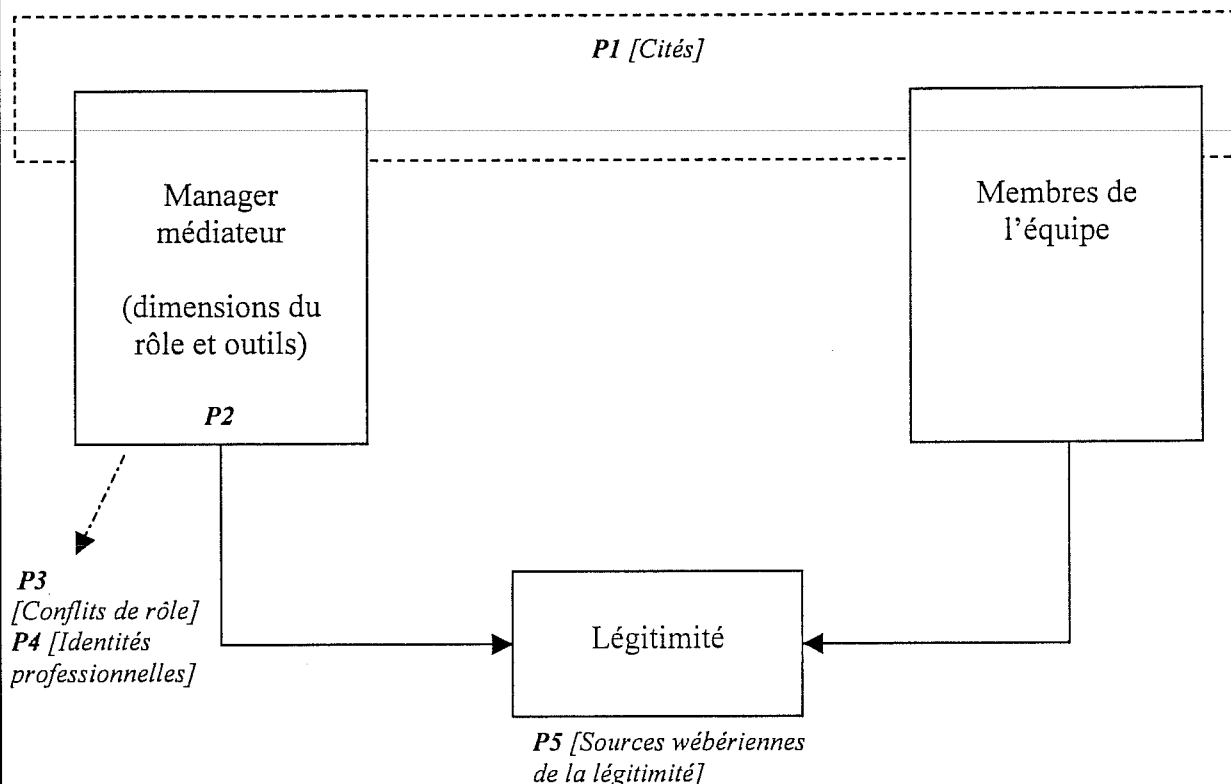 P1 [Cités]
Manager
médiateur
(dimensions du
rôle et outils)
P2
Membres de
l'équipe
P3
[Conflits de rôle]
P4 [Identités
professionnelles]
Légitimité
P5 [Sources wébériennes
de la légitimité]